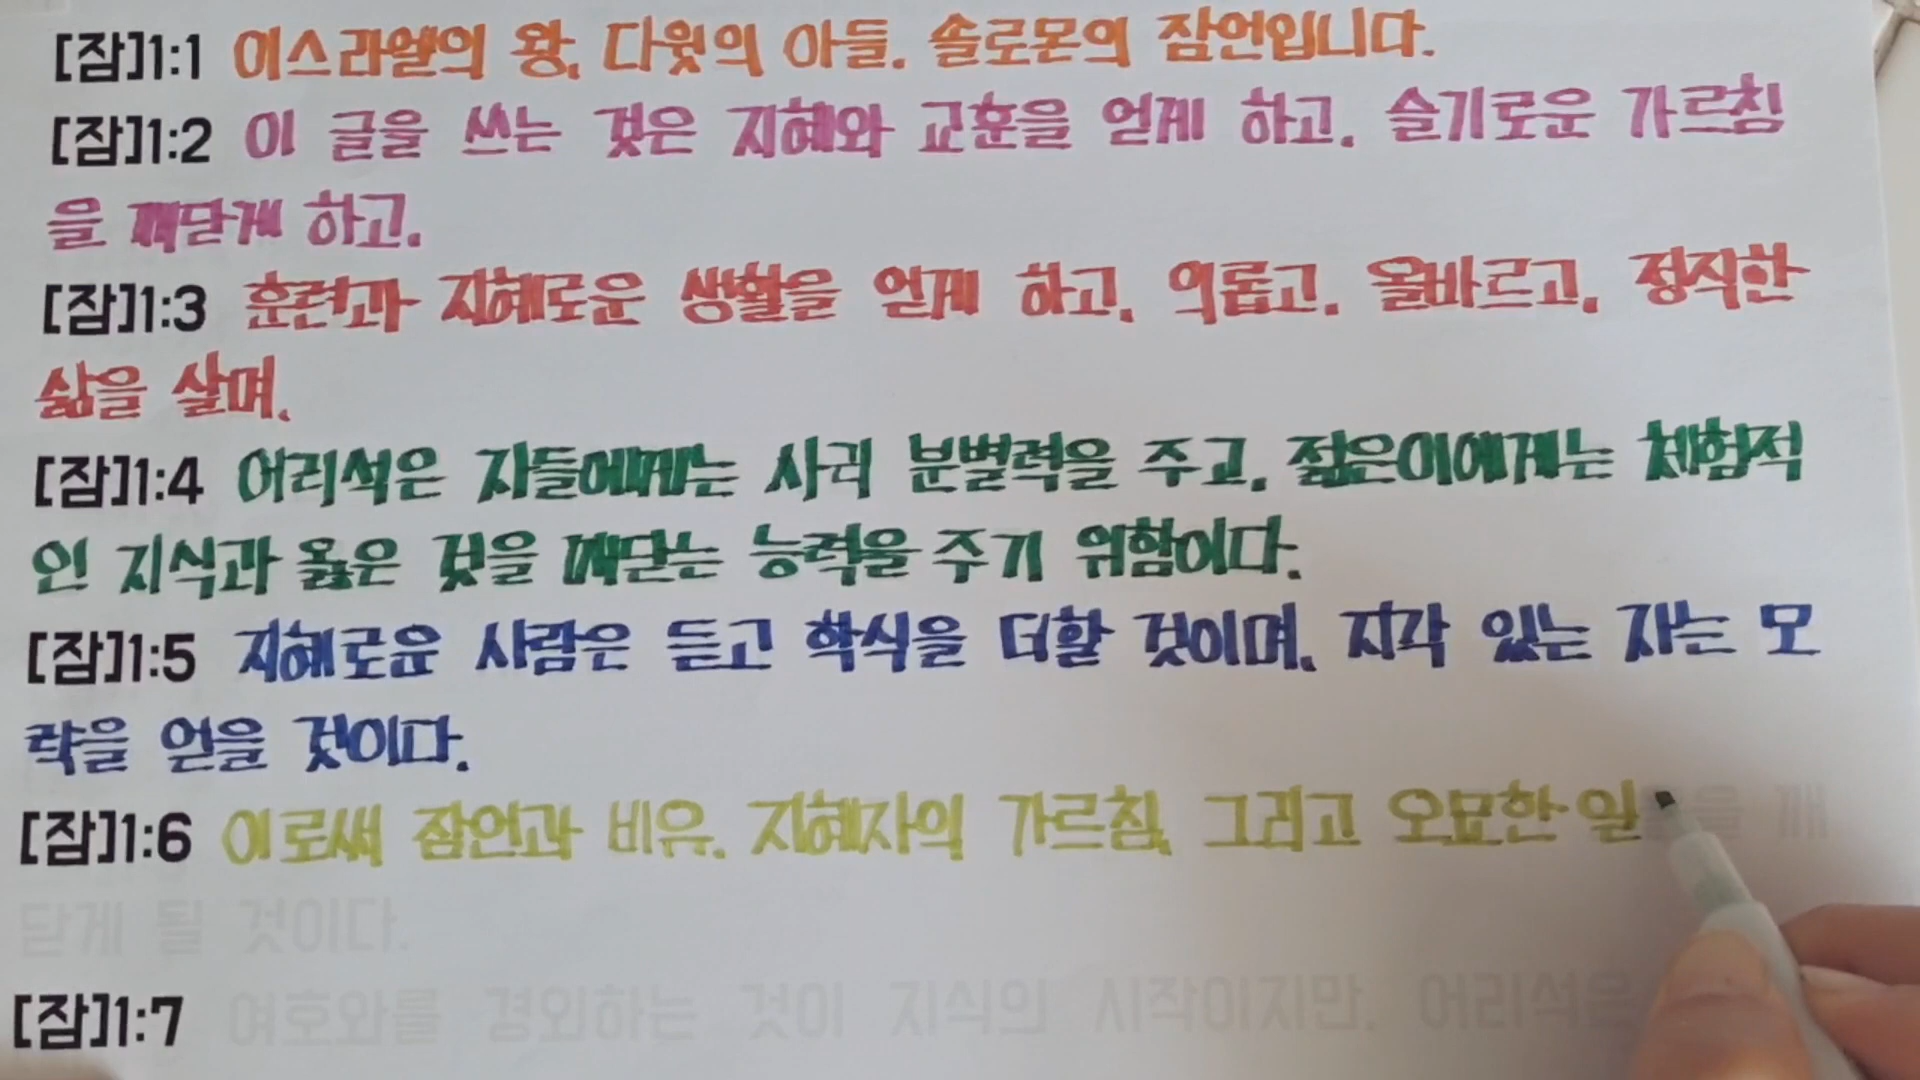 [잠]1:1 이스라엘의 왕, 다윗의 아들, 솔로몬의 잠언입니다.
[잠]1:2 이 글을 쓰는 것은 지혜와 교훈을 얻게 하고, 슬기로운 가르침
을 깨닫게 하고,
[잠]1:3 훈련과 지혜로운 생활을 얻게 하고, 의롭고, 올바르고, 정직한
삶을 살며,
[잠]1:4 어리석은 자들에께는 사리 분별력을 주고, 젊은이에게는 체험적
인 지식과 옳은 것을 깨닫는 능력을 주기 위함이다.
[잠]1:5 지혜로운 사람은 듣고 학식을 더할 것이며, 지각 있는 자는 모
략을 얻을 것이다.
[잠]1:6 이로써 잠언과 비유, 지혜자의 가르침, 그리고 오묘한 일 을 깨
닫게 될 것이다.
[잠]1:7 여호와를 경외하는 것이 지식의 시작이지만, 어리석은